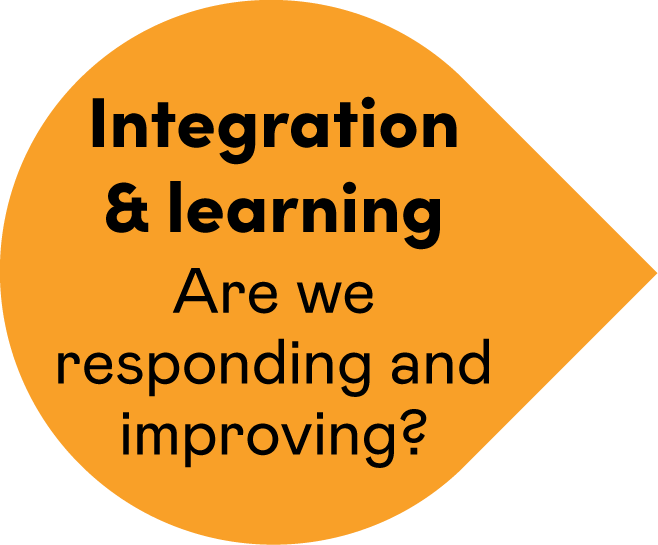 Integration
& learning
Are we
responding and
improving?